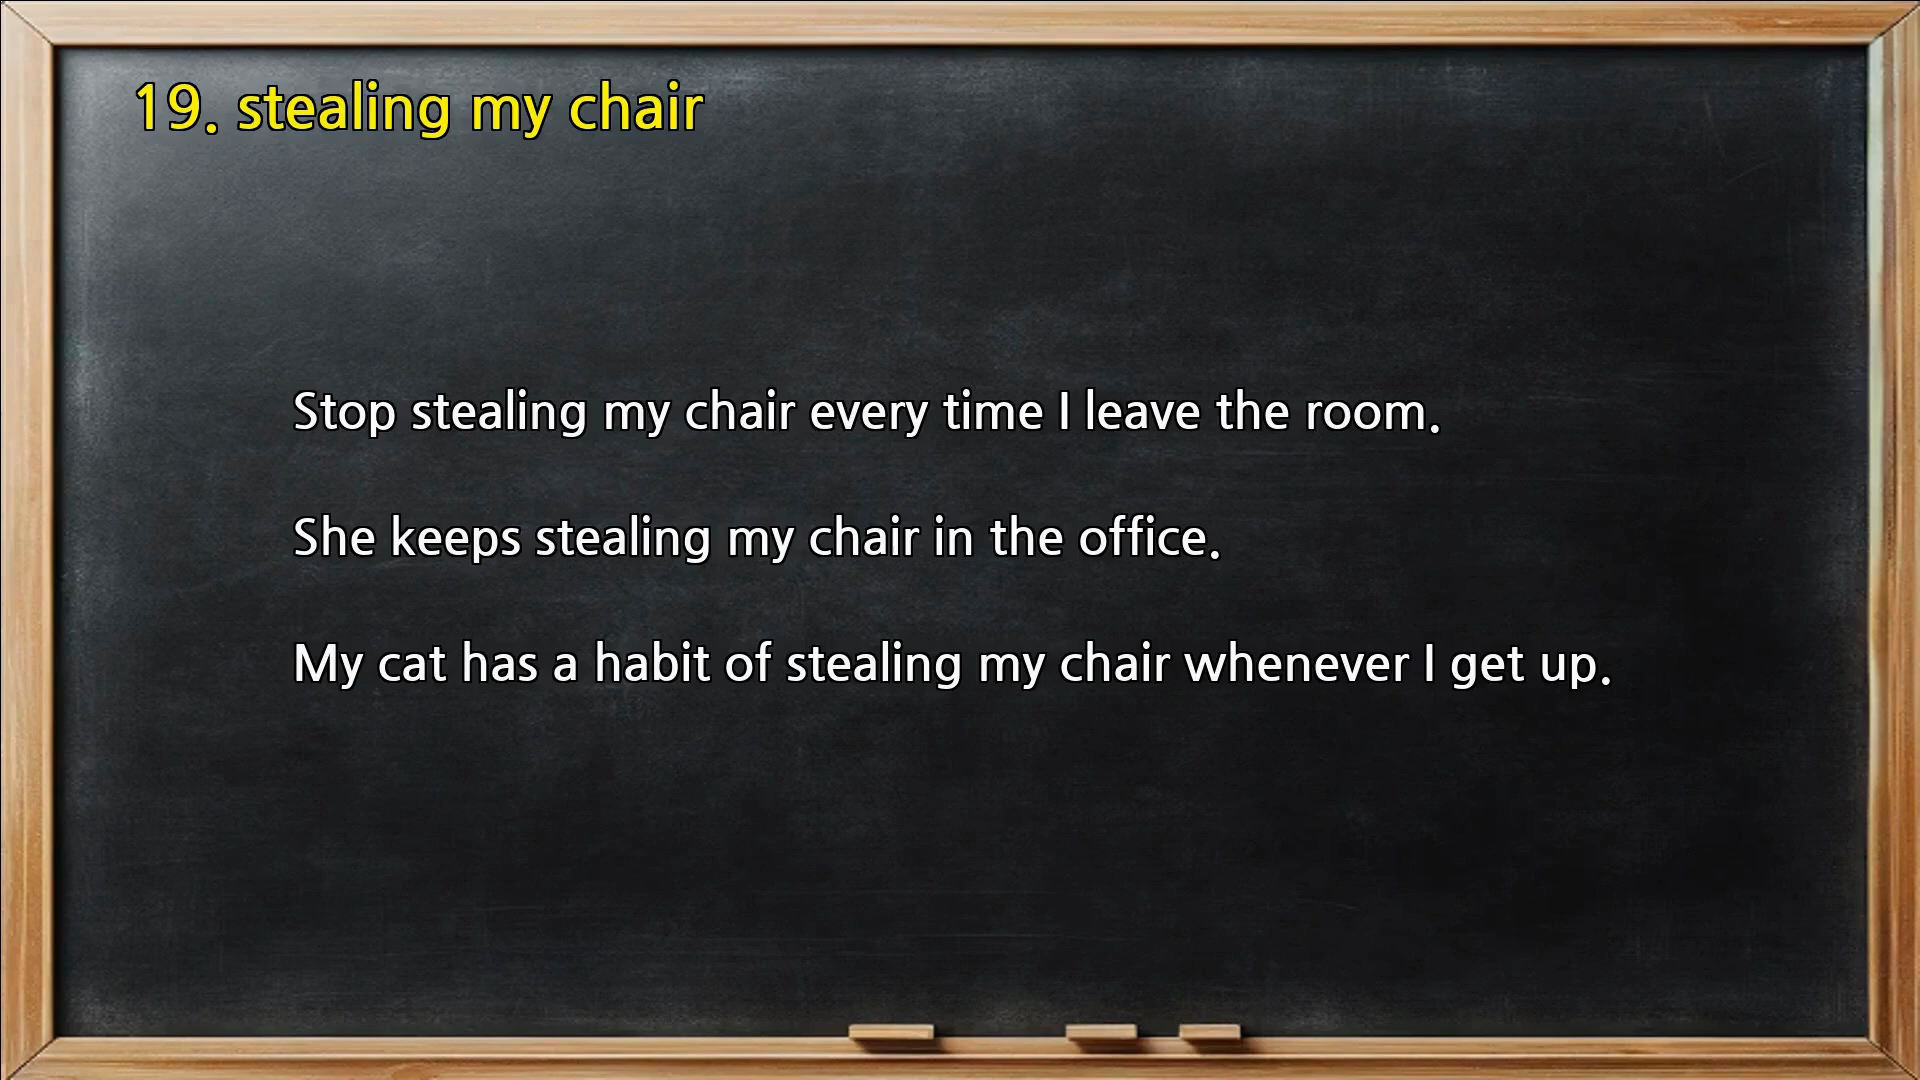 19. stealing my chair
Stop stealing my chair every time I leave the room.
She keeps stealing my chair in the office.
My cat has a habit of stealing my chair whenever I get up.